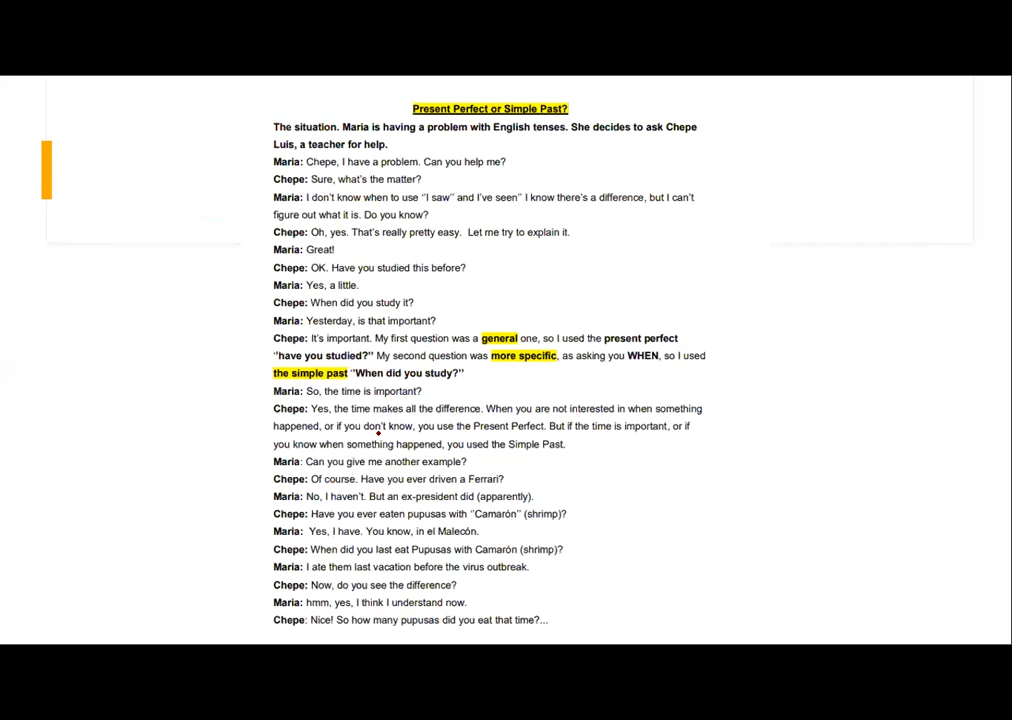 Present Perfect or Simple Past?
The situation. Maria is having a problem with English tenses. She decides to ask Chepe
Luis, a teacher for help.
Maria: Chepe, I have a problem. Can you help me?
Chepe: Sure, what's the matter?
Maria: I don't know when to use ‘'I saw'’ and I've seen'’ I know there's a difference, but I can't
figure out what it is. Do you know?
Chepe: Oh, yes. That's really pretty easy.  Let me try to explain it.
Maria: Great!
Chepe: OK. Have you studied this before?
Maria: Yes, a little.
Chepe: When did you study it?
Maria: Yesterday, is that important?
Chepe: It's important. My first question was a general one, so I used the present perfect
‘'have you studied?'’ My second question was more specific, as asking you WHEN, so I used
the simple past ‘'When did you study?'’
Maria: So, the time is important?
Chepe: Yes, the time makes all the difference. When you are not interested in when something
happened, or if you don't know, you use the Present Perfect. But if the time is important, or if
you know when something happened, you used the Simple Past.
Maria: Can you give me another example?
Chepe: Of course. Have you ever driven a Ferrari?
Maria: No, I haven't. But an ex-president did (apparently).
Chepe: Have you ever eaten pupusas with ‘'Camarón'’ (shrimp)?
Maria:  Yes, I have. You know, in el Malecón.
Chepe: When did you last eat Pupusas with Camarón (shrimp)?
Maria: I ate them last vacation before the virus outbreak.
Chepe: Now, do you see the difference?
Maria: hmm, yes, I think I understand now.
Chepe: Nice! So how many pupusas did you eat that time?...